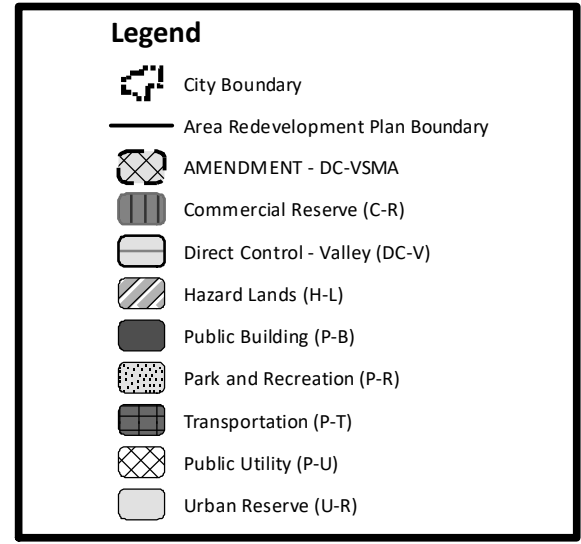 Legend
City Boundary
Area Redevelopment Plan Boundary
AMENDMENT - DC-VSMA
Commercial Reserve (C-R)
Direct Control - Valley (DC-V)
Hazard Lands (H-L)
Public Building (P-B)
Park and Recreation (P-R)
Transportation (P-T)
Public Utility (P-U)
Urban Reserve (U-R)